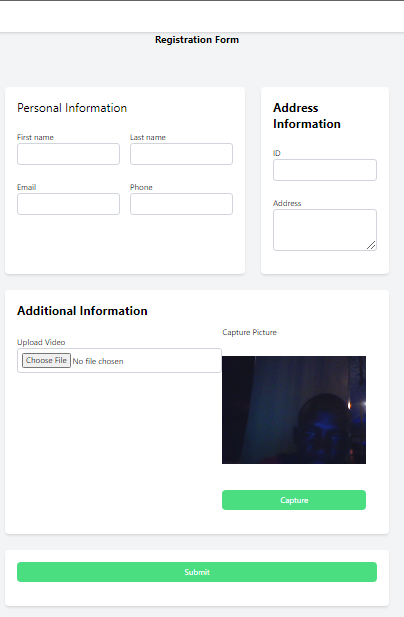 Registration Form
Personal Information
First name
Last name
Email
Phone
Address
Information
ID
Address
Additional Information
Upload Video
Choose File No file chosen
Capture Picture
Capture
Submit